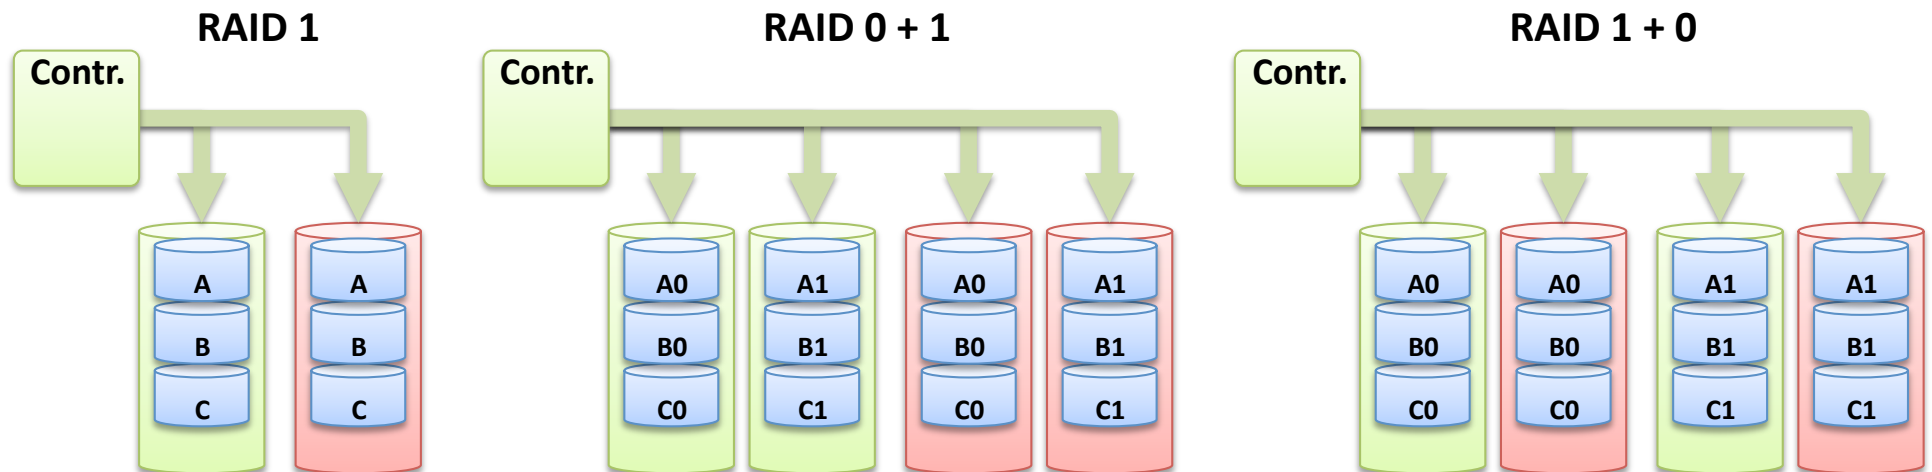 RAID 1
RAID 0 + 1
RAID 1 + 0
Contr.
Contr.
Contr.
A A
B B
C C
A0 A1 A0 A1
B0 B1 B0 B1
C0 C1 C0 C1
A0 A0 A1 A1
B0 B0 B1 B1
C0 C0 C1 C1